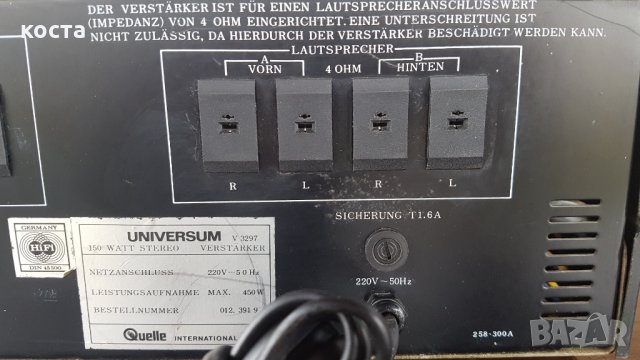 коста
DER VERSTÄRKER IST FÜR EINEN LAUTSPRECHERANSCHLUSSWERT
(IMPEDANZ) VON 4 OHM EINGERICHTET. EINE UNTERSCHREITUNG IST
NICHT ZULÄSSIG, DA HIERDURCH DER VERSTÄRKER BESCHÄDIGT WERDEN KANN.
LAUTSPRECHER
A B
VORN 4 OHM HINTEN
R L R L
SICHERUNG T1.6A
220V~50Hz
GERMANY
HiFi
DIN 45500
UNIVERSUM V 3297
150 WATT STEREO VERSTÄRKER
NETZANSCHLUSS 220V~50Hz
LEISTUNGSAUFNAHME MAX. 450W
BESTELLNUMMER 012. 391 9
Quelle INTERNATIONAL
258-300A
bazar.bg